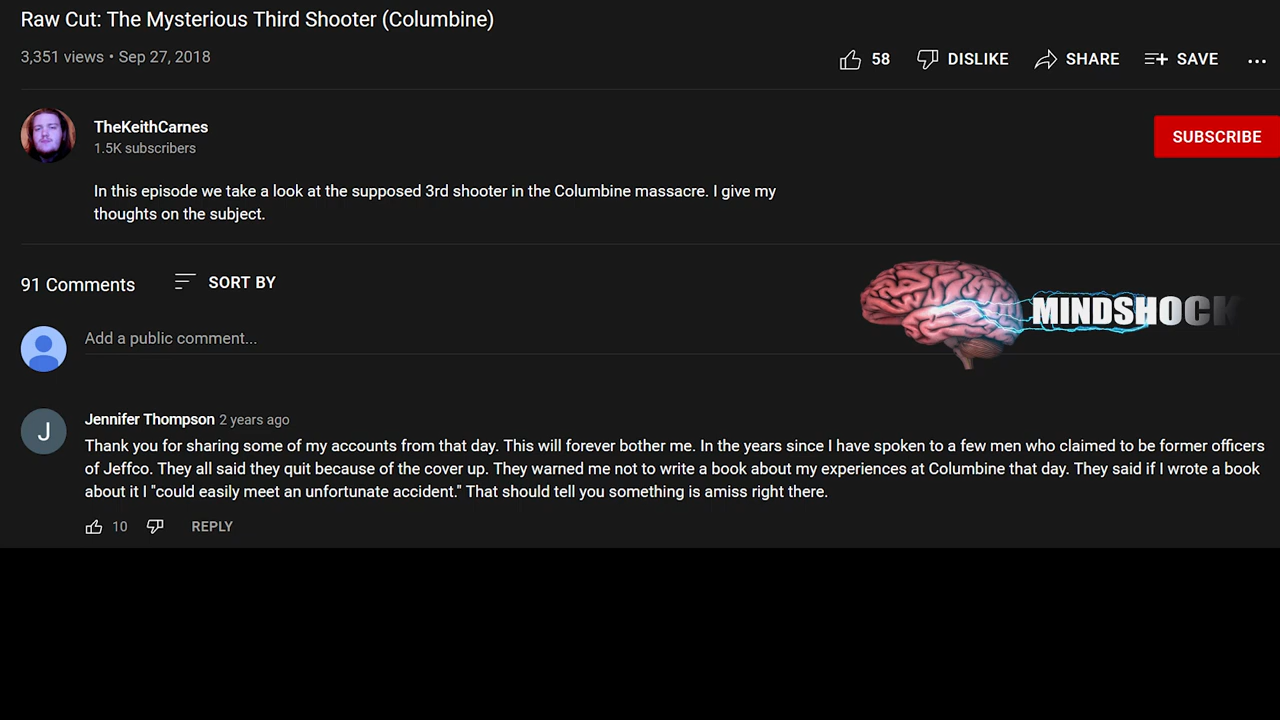 Raw Cut: The Mysterious Third Shooter (Columbine)
3,351 views • Sep 27, 2018
58 DISLIKE SHARE SAVE ...
TheKeithCarnes
1.5K subscribers
SUBSCRIBE
In this episode we take a look at the supposed 3rd shooter in the Columbine massacre. I give my
thoughts on the subject.
91 Comments SORT BY
MINDSHOCK
Add a public comment...
J
Jennifer Thompson 2 years ago
Thank you for sharing some of my accounts from that day. This will forever bother me. In the years since I have spoken to a few men who claimed to be former officers
of Jeffco. They all said they quit because of the cover up. They warned me not to write a book about my experiences at Columbine that day. They said if I wrote a book
about it I "could easily meet an unfortunate accident." That should tell you something is amiss right there.
10 REPLY